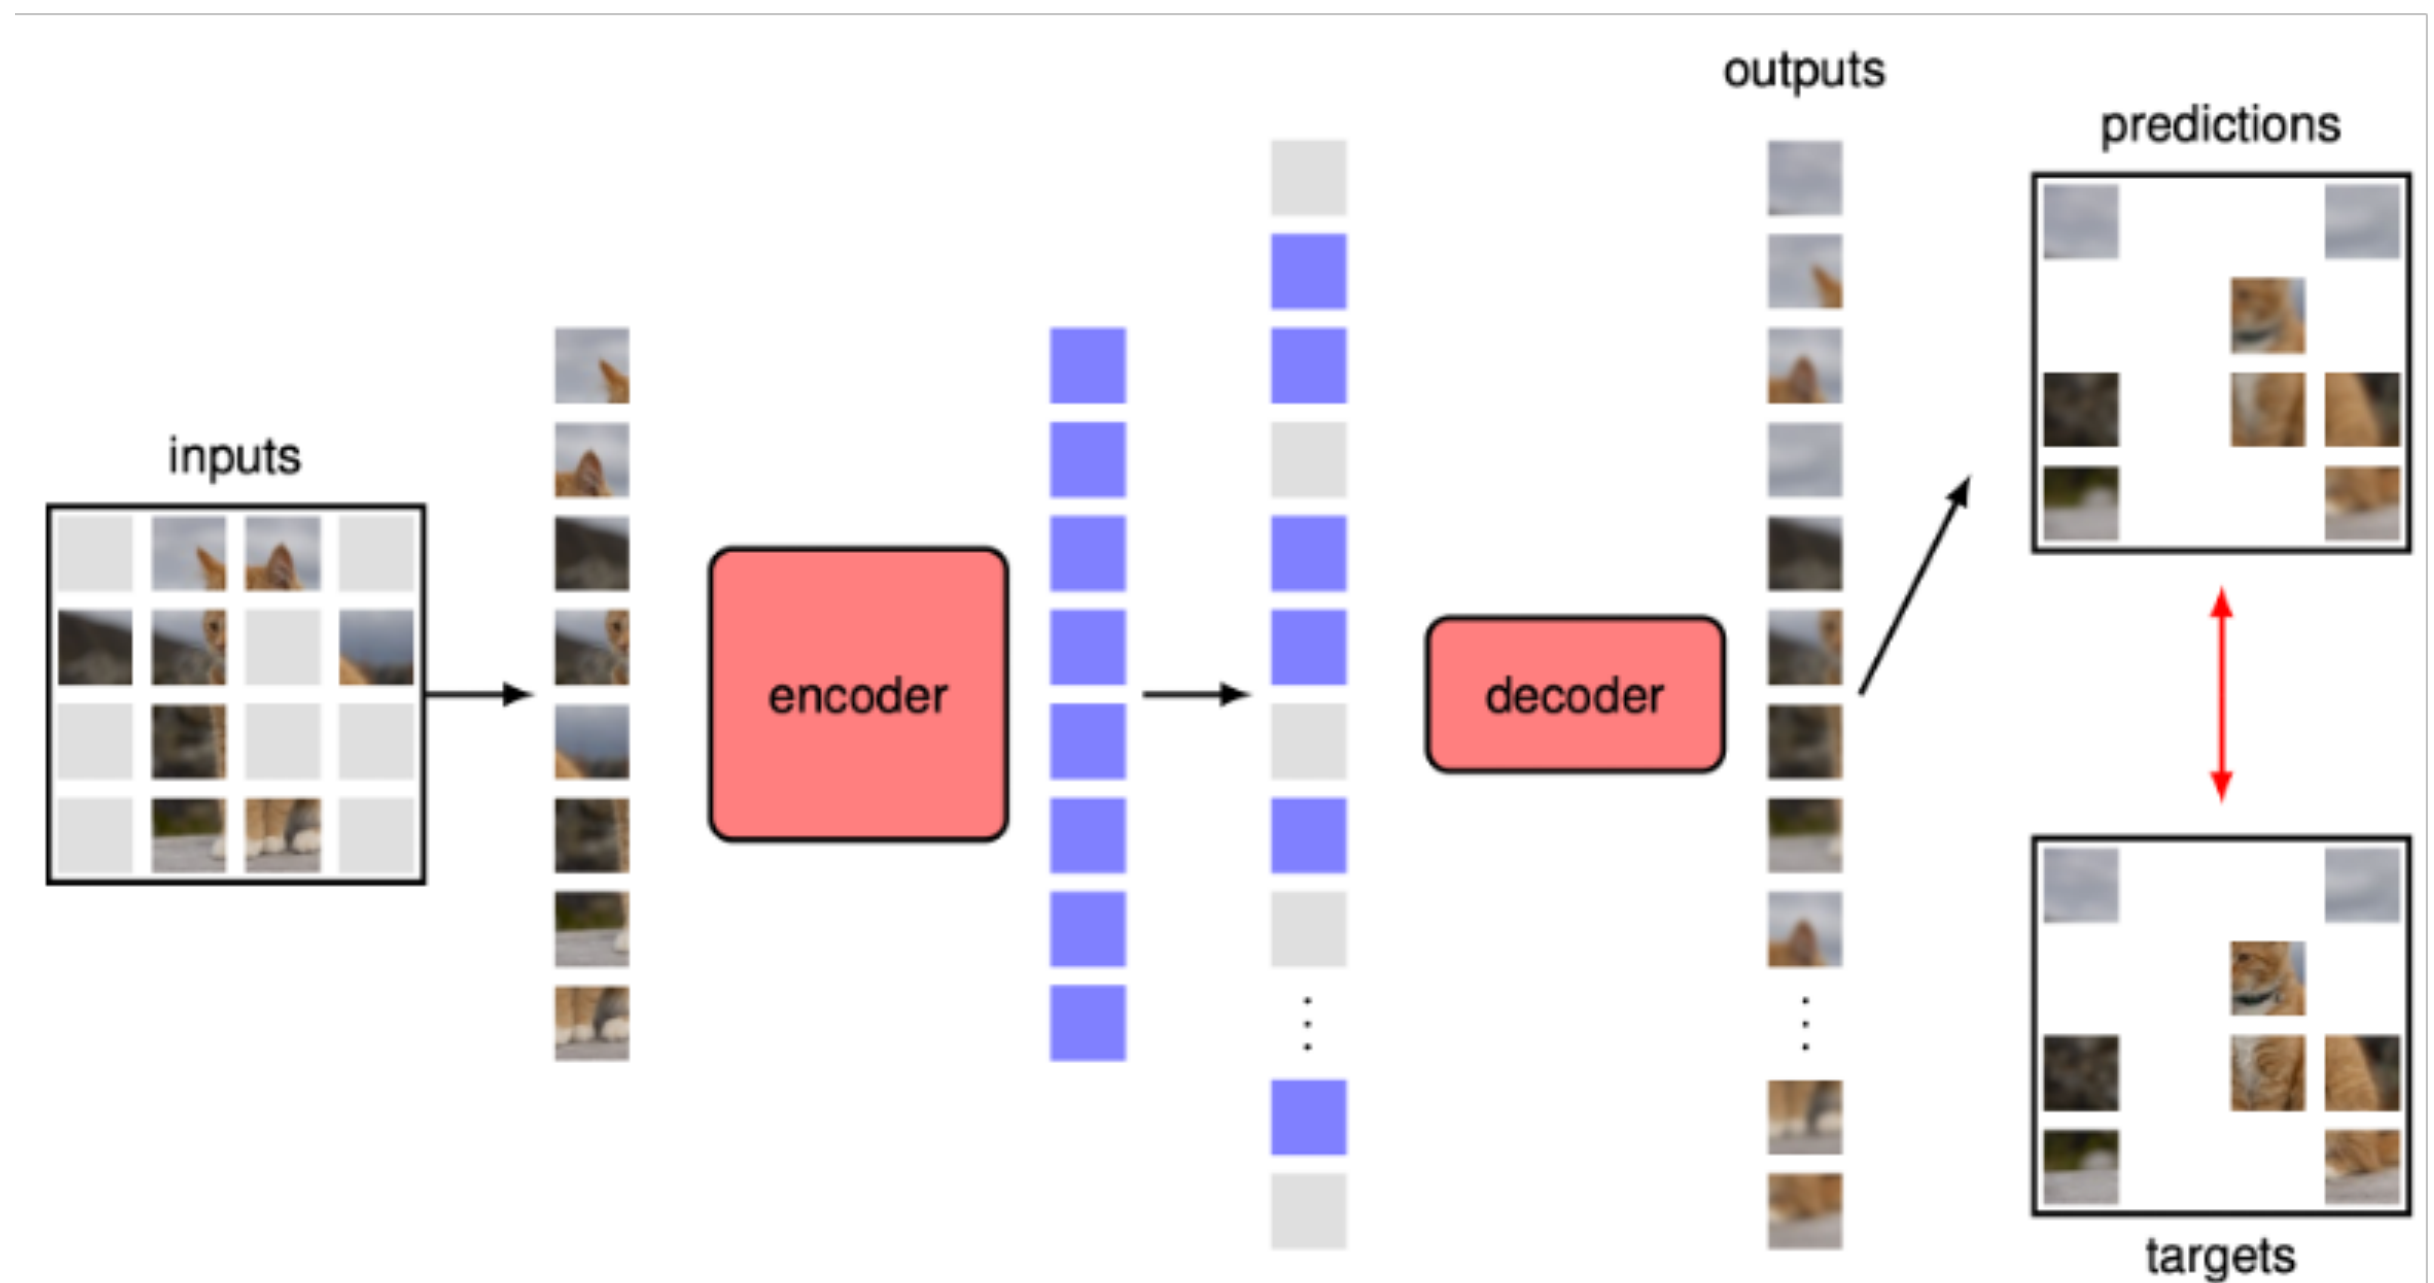 outputs
predictions
inputs
encoder
decoder
targets